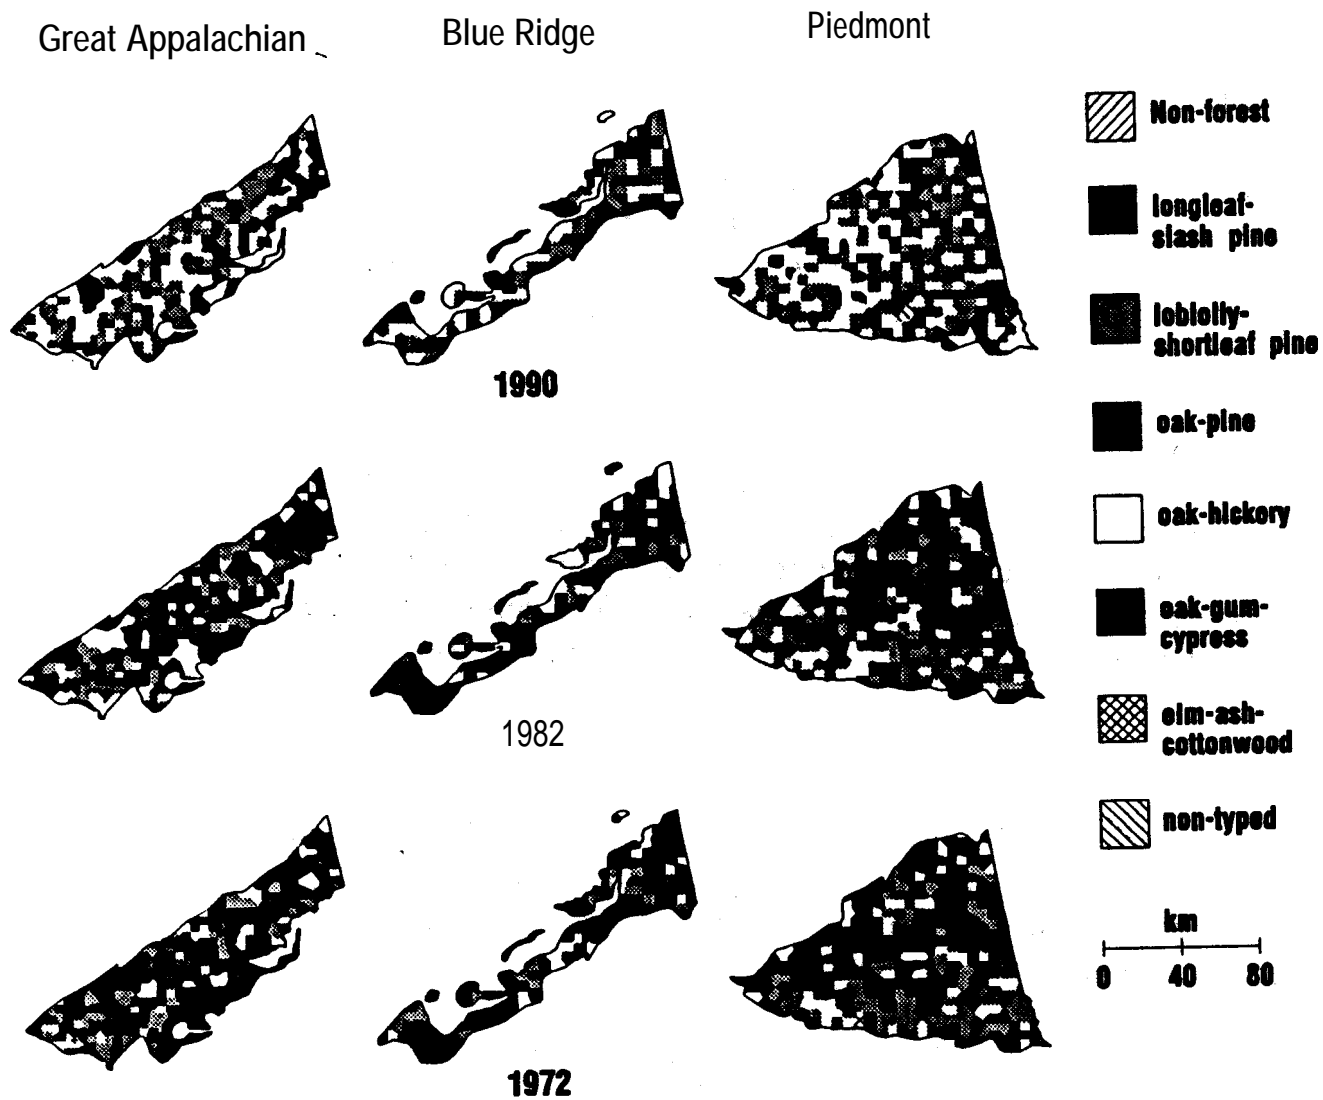 Great Appalachian
Blue Ridge
Piedmont
Non-forest
longleaf-
slash pine
loblolly-
shortleaf pine
oak-pine
oak-hickory
oak-gum-
cypress
elm-ash-
cottonwood
non-typed
km
0 40 80
1990
1982
1972